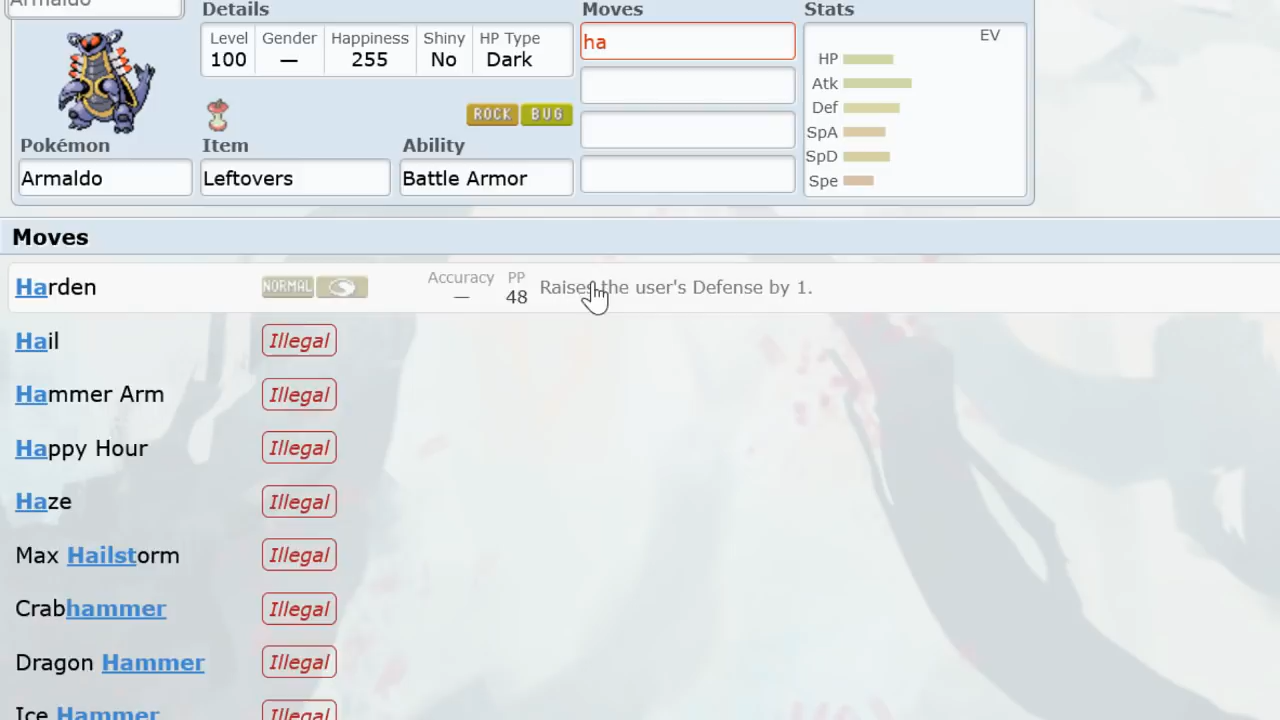 Armaldo
Details
Moves
Stats
Level
Gender
Happiness
Shiny
HP Type
100
—
255
No
Dark
ha
EV
HP
Atk
Def
SpA
SpD
Spe
ROCK BUG
Pokémon
Item
Ability
Armaldo
Leftovers
Battle Armor
Moves
Harden NORMAL Accuracy — PP 48 Raises the user's Defense by 1.
Hail Illegal
Hammer Arm Illegal
Happy Hour Illegal
Haze Illegal
Max Hailstorm Illegal
Crabhammer Illegal
Dragon Hammer Illegal
Ice Hammer Illegal